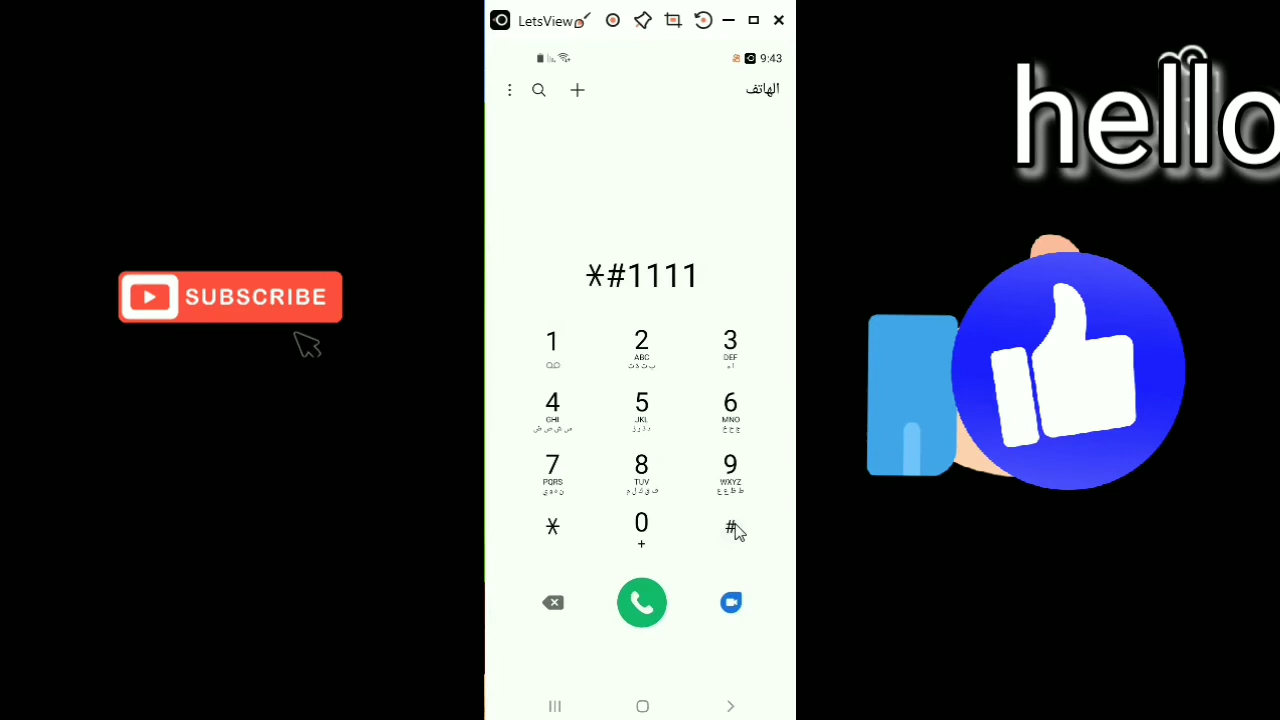 LetsView
9:43
الهاتف
hello
*#1111
SUBSCRIBE
1 2 3
ABC DEF
4 5 6
GHI JKL MNO
7 8 9
PQRS TUV WXYZ
* 0 #
+